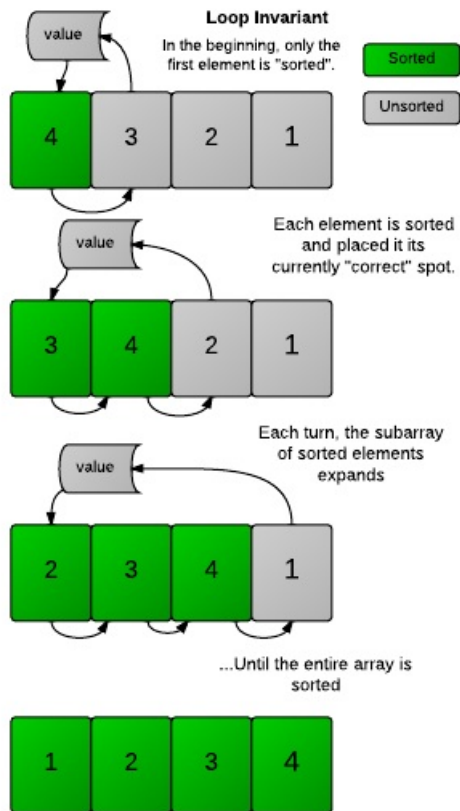 Loop Invariant
value
In the beginning, only the
first element is "sorted".
Sorted
Unsorted
4 3 2 1
value
Each element is sorted
and placed it its
currently "correct" spot.
3 4 2 1
Each turn, the subarray
of sorted elements
expands
value
2 3 4 1
...Until the entire array is
sorted
1 2 3 4